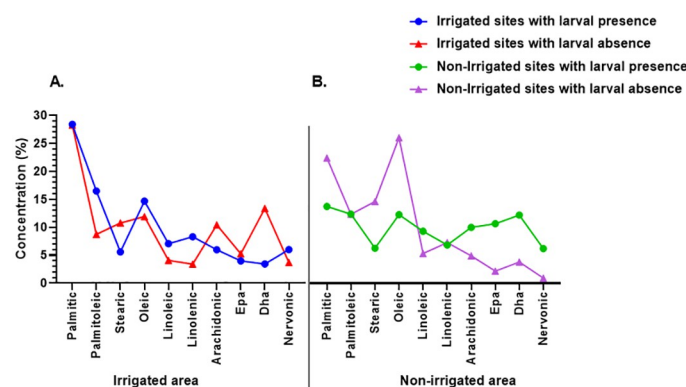 Irrigated sites with larval presence
Irrigated sites with larval absence
Non-Irrigated sites with larval presence
Non-Irrigated sites with larval absence
A.
B.
Concentration (%)
30
25
20
15
10
5
0
Palmitic
Palmitoleic
Stearic
Oleic
Linoleic
Linolenic
Arachidonic
Epa
Dha
Nervonic
Palmitic
Palmitoleic
Stearic
Oleic
Linoleic
Linolenic
Arachidonic
Epa
Dha
Nervonic
Irrigated area
Non-irrigated area